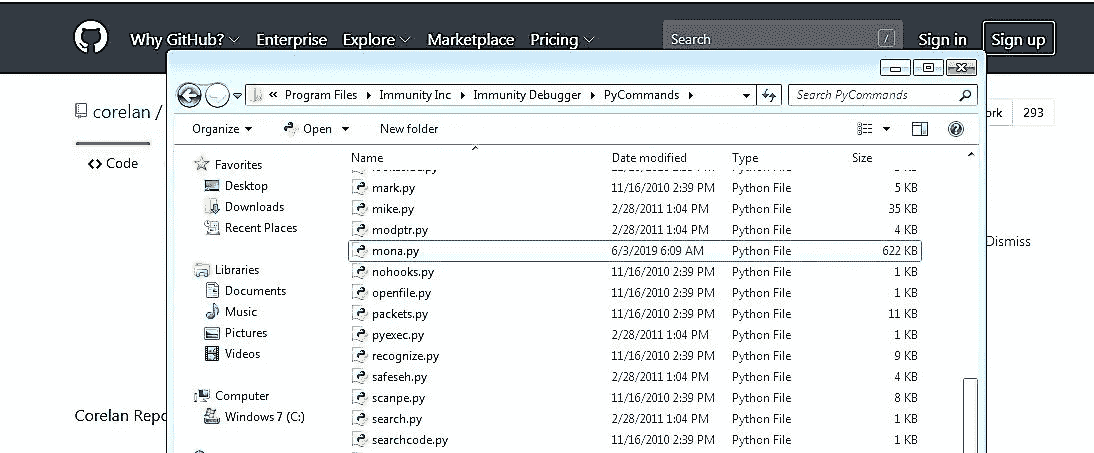 Why GitHub? Enterprise Explore Marketplace Pricing Search / Sign in Sign up
« Program Files Immunity Inc Immunity Debugger PyCommands Search PyCommands
corelan / ork 293
Organize Open New folder
Name Date modified Type Size
<> Code
Favorites
Desktop mark.py 11/16/2010 2:39 PM Python File 5 KB
Downloads mike.py 2/28/2011 1:04 PM Python File 35 KB
Recent Places modptr.py 2/28/2011 1:04 PM Python File 4 KB
mona.py 6/3/2019 6:09 AM Python File 622 KB Dismiss
Libraries nohooks.py 11/16/2010 2:39 PM Python File 1 KB
Documents openfile.py 11/16/2010 2:39 PM Python File 1 KB
Music packets.py 11/16/2010 2:39 PM Python File 11 KB
Pictures pyexec.py 2/28/2011 1:04 PM Python File 1 KB
Videos recognize.py 11/16/2010 2:39 PM Python File 9 KB
safeseh.py 2/28/2011 1:04 PM Python File 4 KB
Computer scanpe.py 11/16/2010 2:39 PM Python File 8 KB
Corelan Repo Windows 7 (C:) search.py 2/28/2011 1:04 PM Python File 1 KB
searchcode.py 11/16/2010 2:39 PM Python File 1 KB